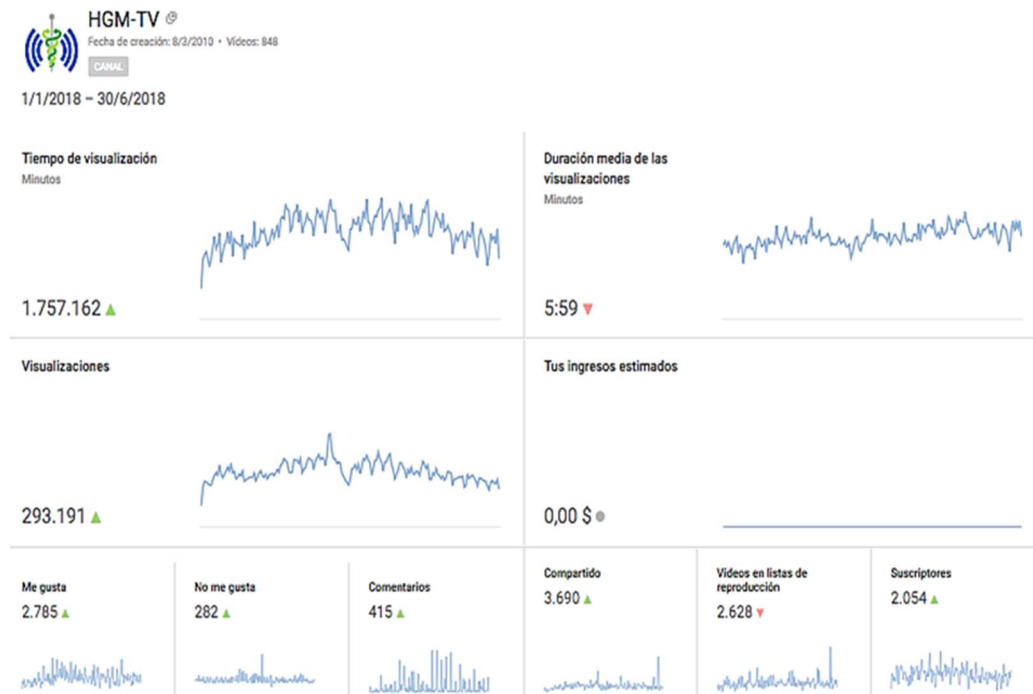 HGM-TV
Fecha de creación: 8/3/2010 • Vídeos: 848
CANAL
1/1/2018 – 30/6/2018
Tiempo de visualización
Minutos
1.757.162
Duración media de las
visualizaciones
Minutos
5:59
Visualizaciones
293.191
Tus ingresos estimados
0,00 $
Me gusta
2.785
No me gusta
282
Comentarios
415
Compartido
3.690
Vídeos en listas de
reproducción
2.628
Suscriptores
2.054